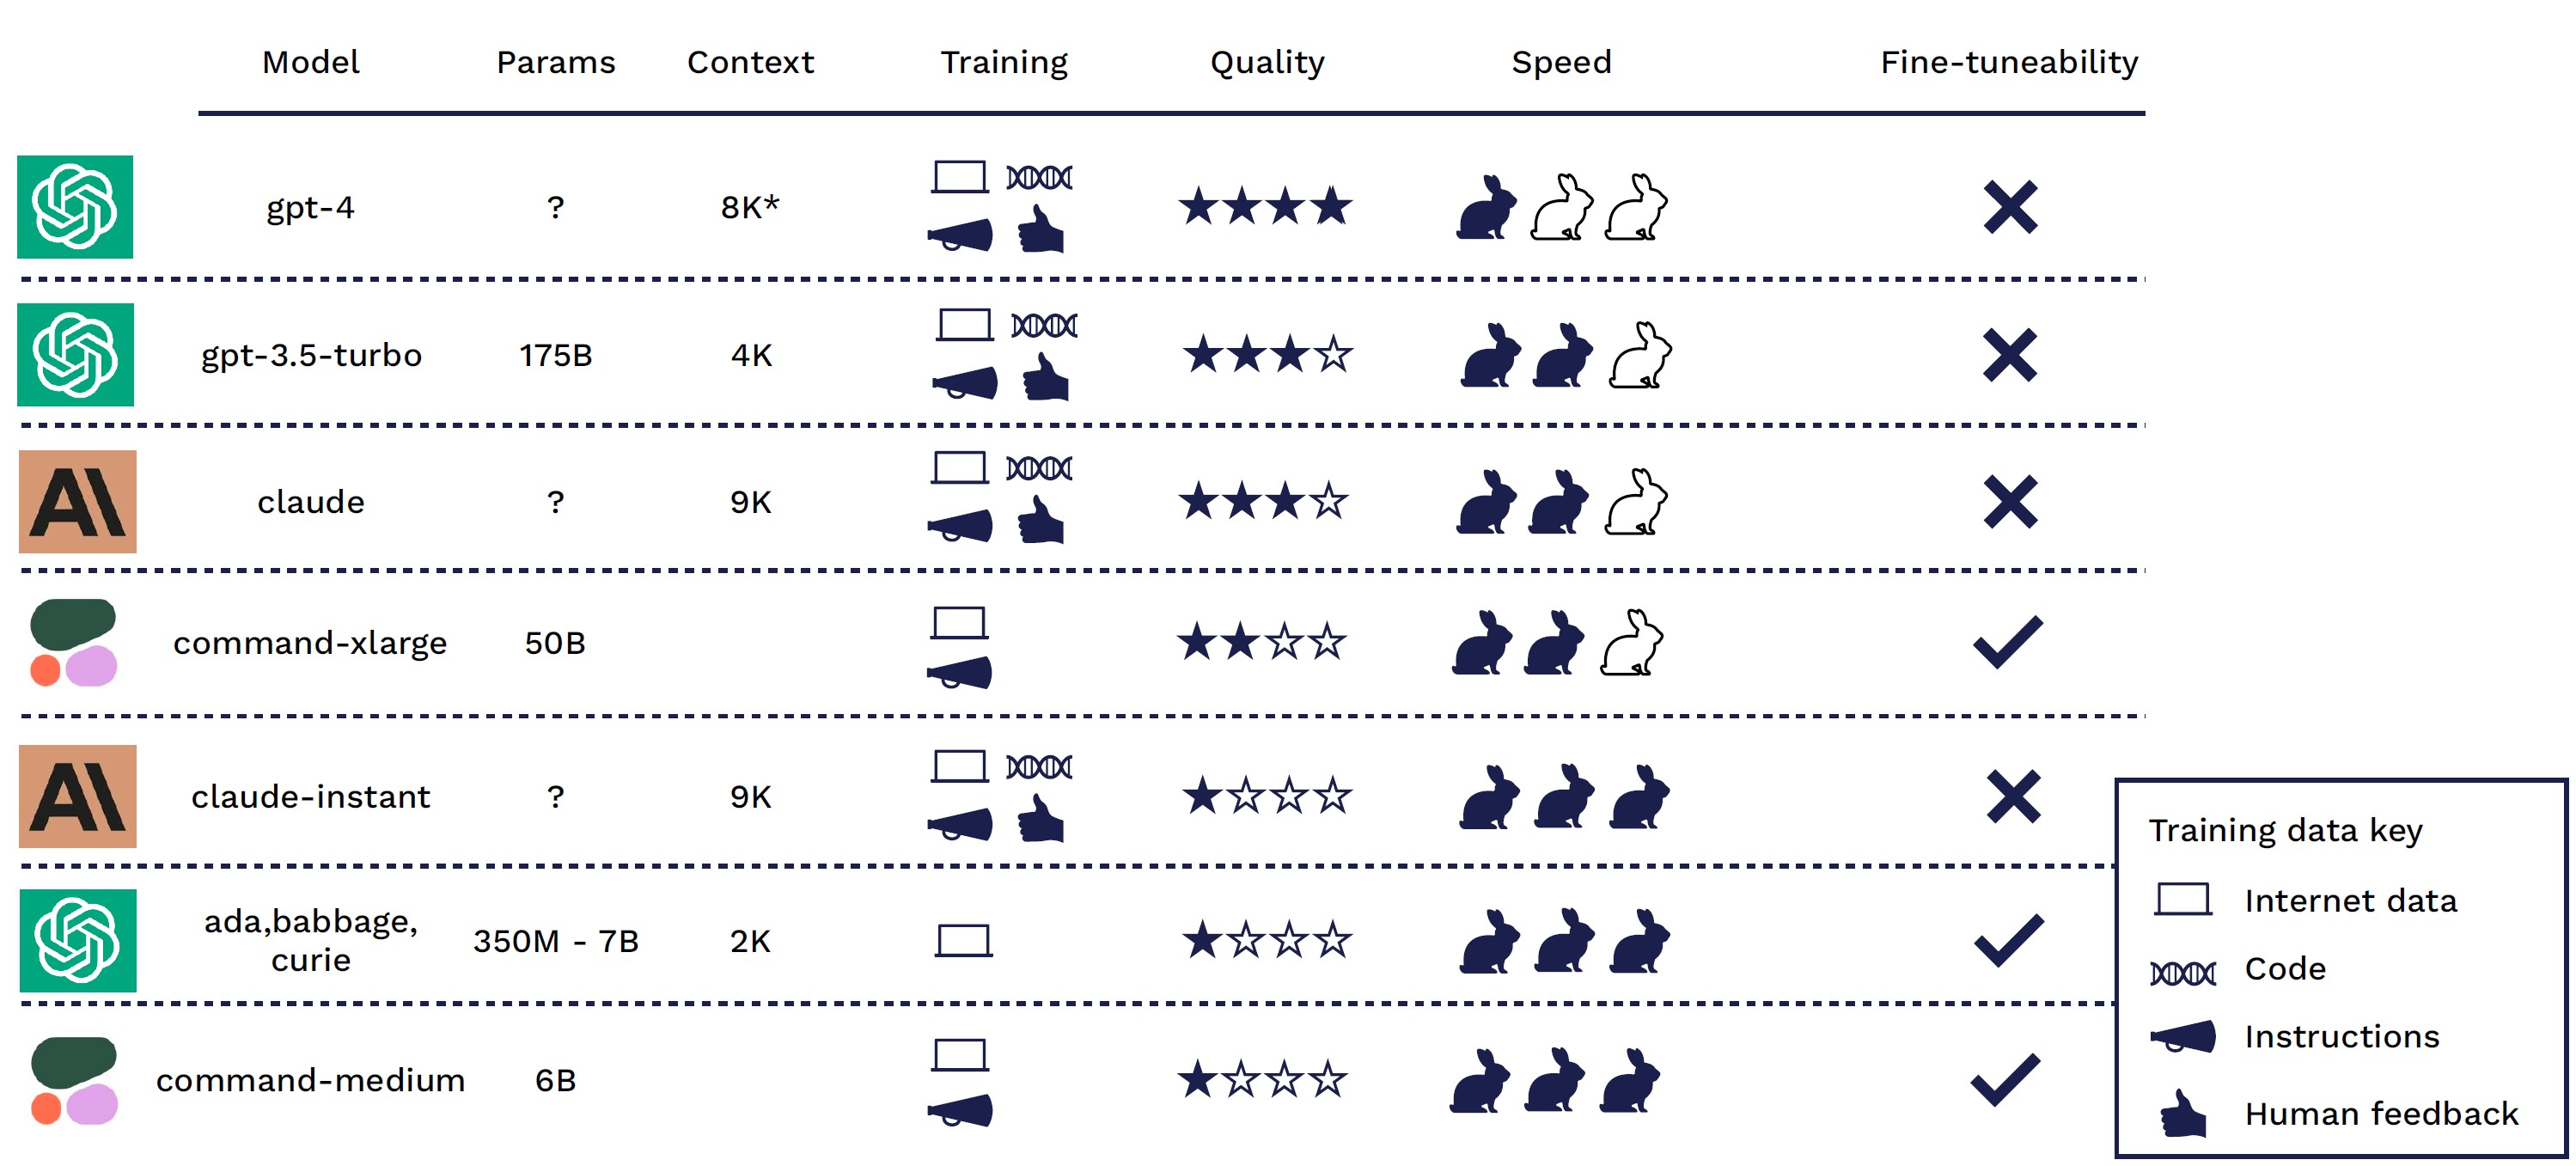 Model Params Context Training Quality Speed Fine-tuneability
gpt-4 ? 8K*
gpt-3.5-turbo 175B 4K
claude ? 9K
command-xlarge 50B
claude-instant ? 9K
ada,babbage,
curie 350M - 7B 2K
command-medium 6B
Training data key
Internet data
Code
Instructions
Human feedback